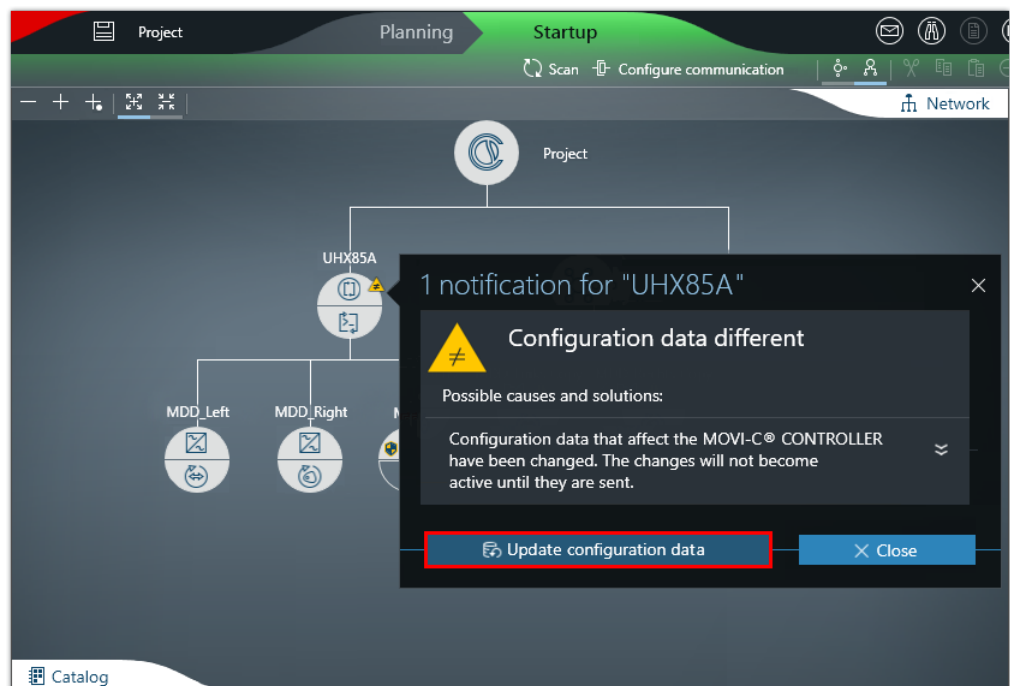 Project
Planning
Startup
Scan
Configure communication
Network
Project
UHX85A
1 notification for "UHX85A"
Configuration data different
Possible causes and solutions:
Configuration data that affect the MOVI-C® CONTROLLER
have been changed. The changes will not become
active until they are sent.
MDD_Left
MDD_Right
Update configuration data
Close
Catalog